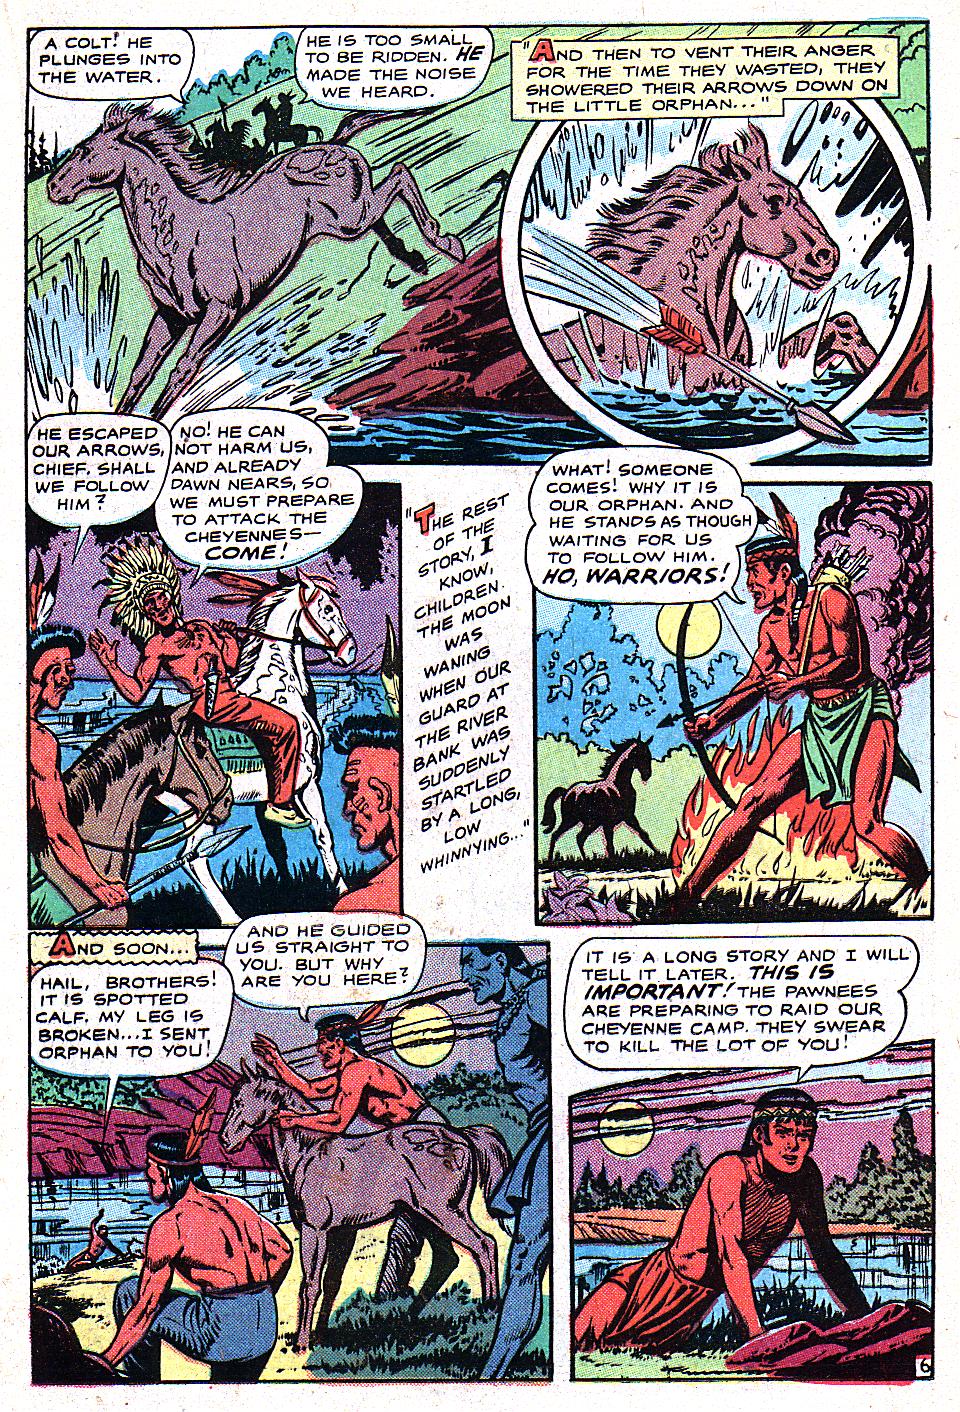 A COLT! HE
PLUNGES INTO
THE WATER.
HE IS TOO SMALL
TO BE RIDDEN. HE
MADE THE NOISE
WE HEARD.
"AND THEN TO VENT THEIR ANGER
FOR THE TIME THEY WASTED, THEY
SHOWERED THEIR ARROWS DOWN ON
THE LITTLE ORPHAN..."
HE ESCAPED
OUR ARROWS,
CHIEF. SHALL
WE FOLLOW
HIM?
NO! HE CAN
NOT HARM US,
AND ALREADY
DAWN NEARS, SO
WE MUST PREPARE
TO ATTACK THE
CHEYENNES—
COME!
"THE REST
OF THE
STORY, I
KNOW,
CHILDREN.
THE MOON
WAS
WANING
WHEN OUR
GUARD AT
THE RIVER
BANK WAS
SUDDENLY
STARTLED
BY A LONG,
LOW
WHINNYING..."
WHAT! SOMEONE
COMES! WHY IT IS
OUR ORPHAN. AND
HE STANDS AS THOUGH
WAITING FOR US
TO FOLLOW HIM.
HO, WARRIORS!
AND SOON...
HAIL, BROTHERS!
IT IS SPOTTED
CALF. MY LEG IS
BROKEN...I SENT
ORPHAN TO YOU!
AND HE GUIDED
US STRAIGHT TO
YOU. BUT WHY
ARE YOU HERE?
IT IS A LONG STORY AND I WILL
TELL IT LATER. THIS IS
IMPORTANT! THE PAWNEES
ARE PREPARING TO RAID OUR
CHEYENNE CAMP. THEY SWEAR
TO KILL THE LOT OF YOU!
6